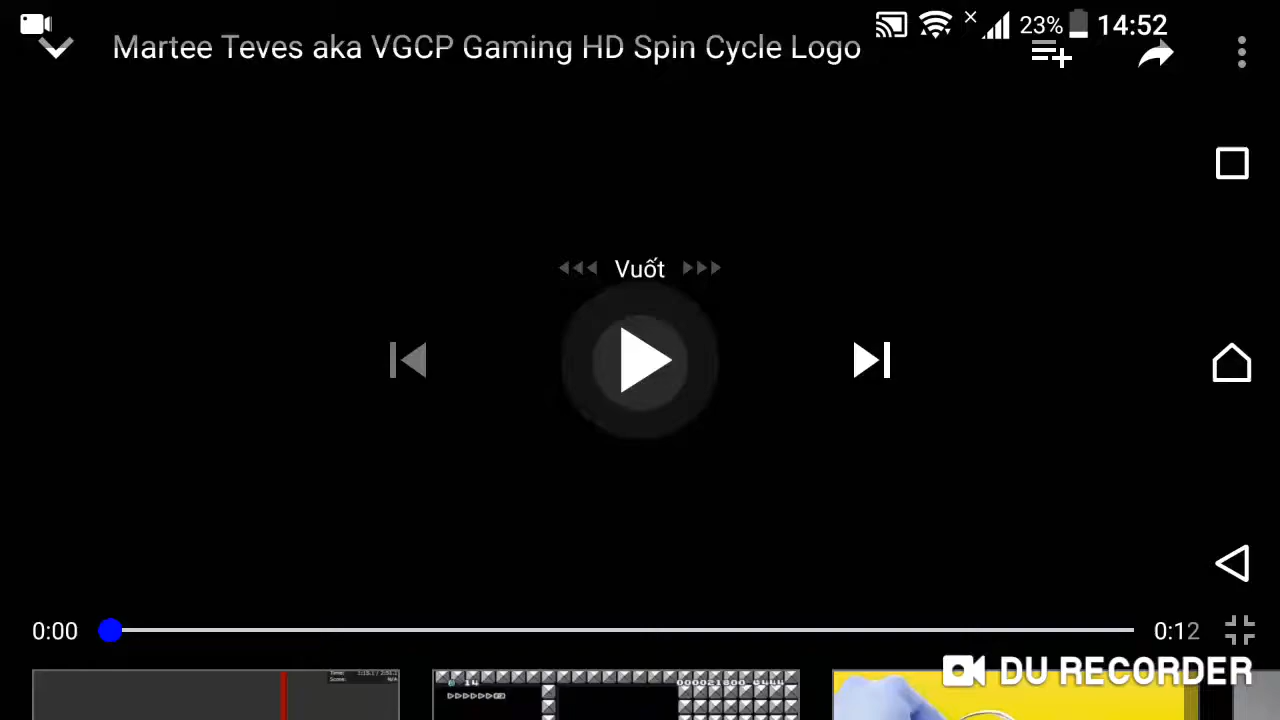 23% 14:52
Martee Teves aka VGCP Gaming HD Spin Cycle Logo
Vuốt
0:00
0:12
DU RECORDER
14